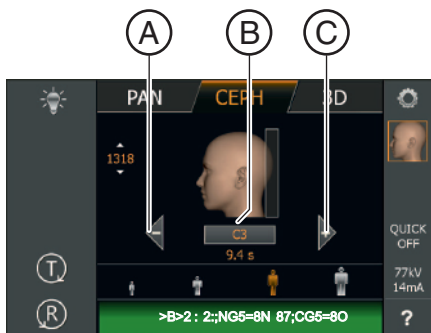 A B C
PAN CEPH 3D
1318
- C3 +
9.4 s
QUICK
OFF
77kV
14mA
T
R
>B>2 : 2:;NG5=8N 87;CG5=8O
?